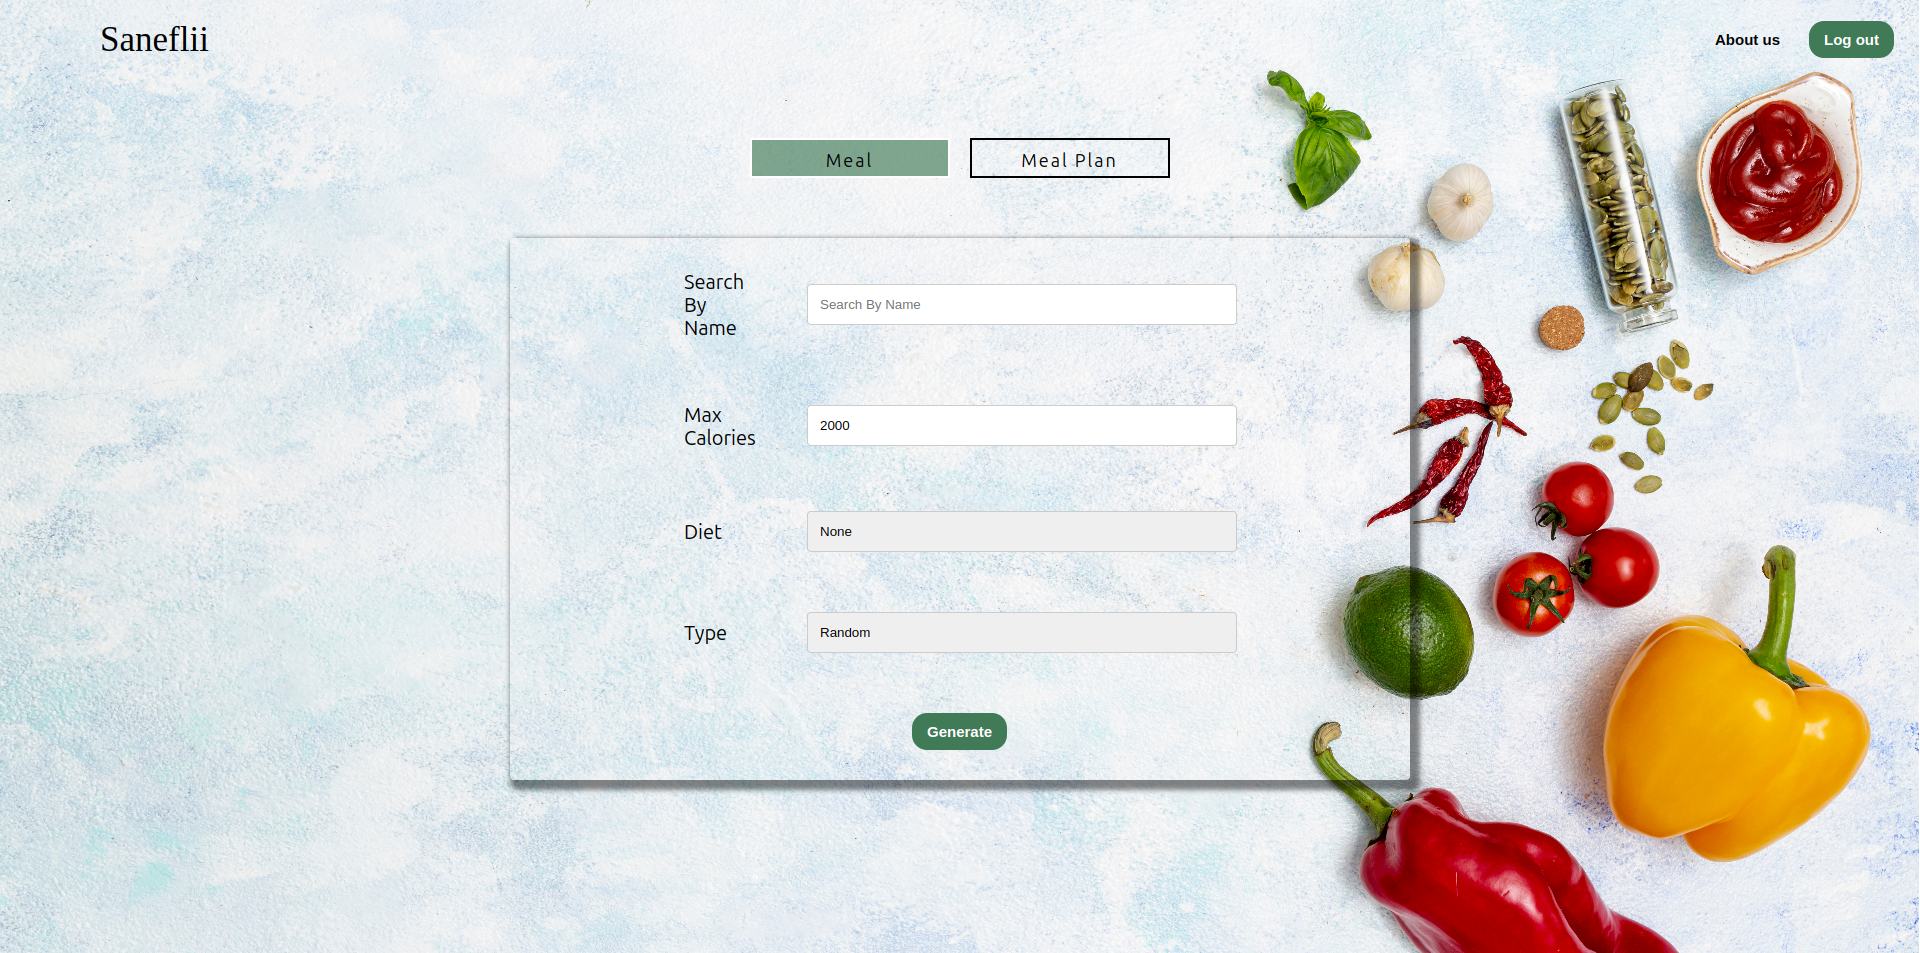 Saneflii
About us
Log out
Meal
Meal Plan
Search
By
Name
Search By Name
Max
Calories
2000
Diet
None
Type
Random
Generate